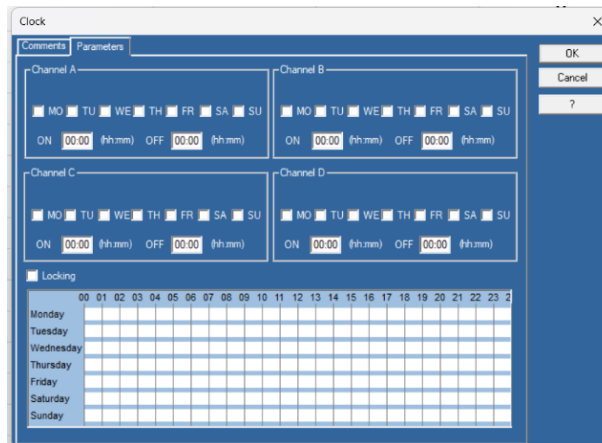 Clock
Comments Parameters
OK
Cancel
?
Channel A
MO TU WE TH FR SA SU
ON 00:00 (hh:mm) OFF 00:00 (hh:mm)
Channel B
MO TU WE TH FR SA SU
ON 00:00 (hh:mm) OFF 00:00 (hh:mm)
Channel C
MO TU WE TH FR SA SU
ON 00:00 (hh:mm) OFF 00:00 (hh:mm)
Channel D
MO TU WE TH FR SA SU
ON 00:00 (hh:mm) OFF 00:00 (hh:mm)
Locking
00 01 02 03 04 05 06 07 08 09 10 11 12 13 14 15 16 17 18 19 20 21 22 23 2
Monday
Tuesday
Wednesday
Thursday
Friday
Saturday
Sunday